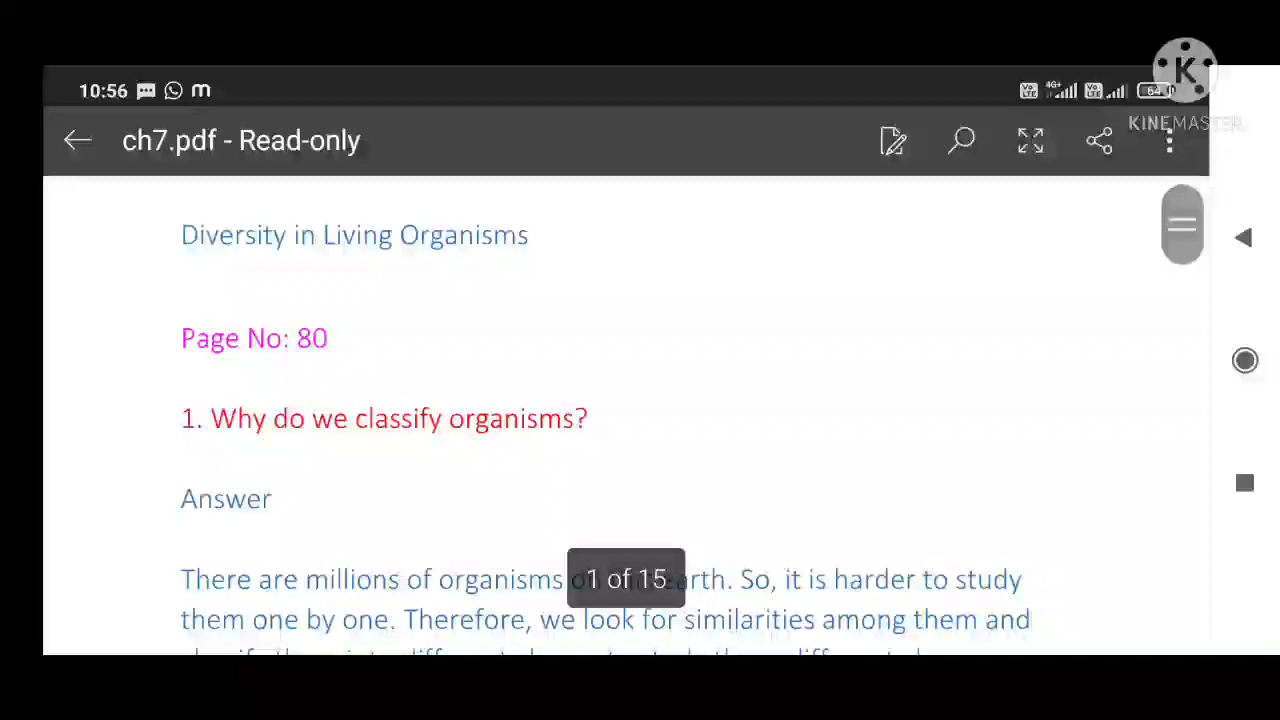 10:56
4G+
64
KINEMASTER
ch7.pdf - Read-only
Diversity in Living Organisms
Page No: 80
1. Why do we classify organisms?
Answer
There are millions of organisms earth. So, it is harder to study
1 of 15
them one by one. Therefore, we look for similarities among them and